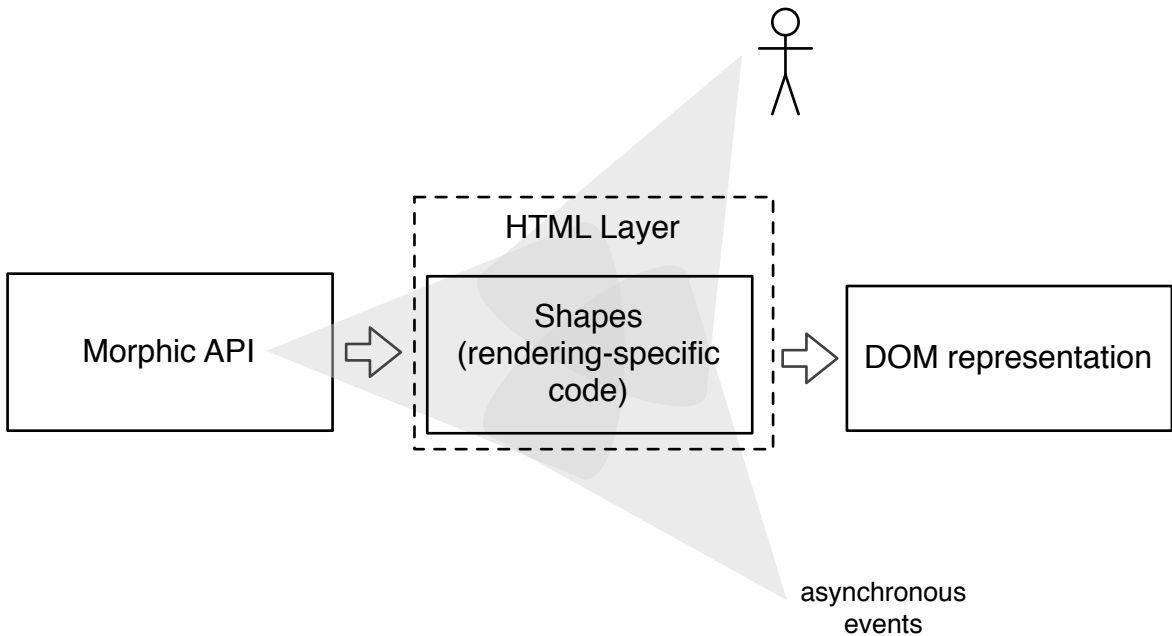 HTML Layer
Morphic API
Shapes
(rendering-specific
code)
DOM representation
asynchronous
events